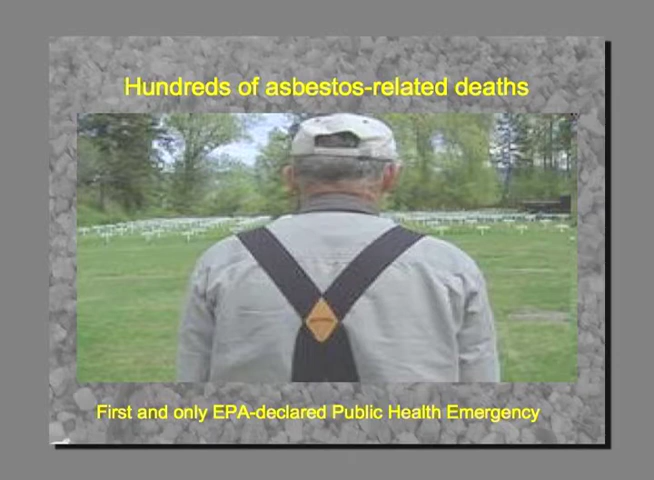 Hundreds of asbestos-related deaths
First and only EPA-declared Public Health Emergency